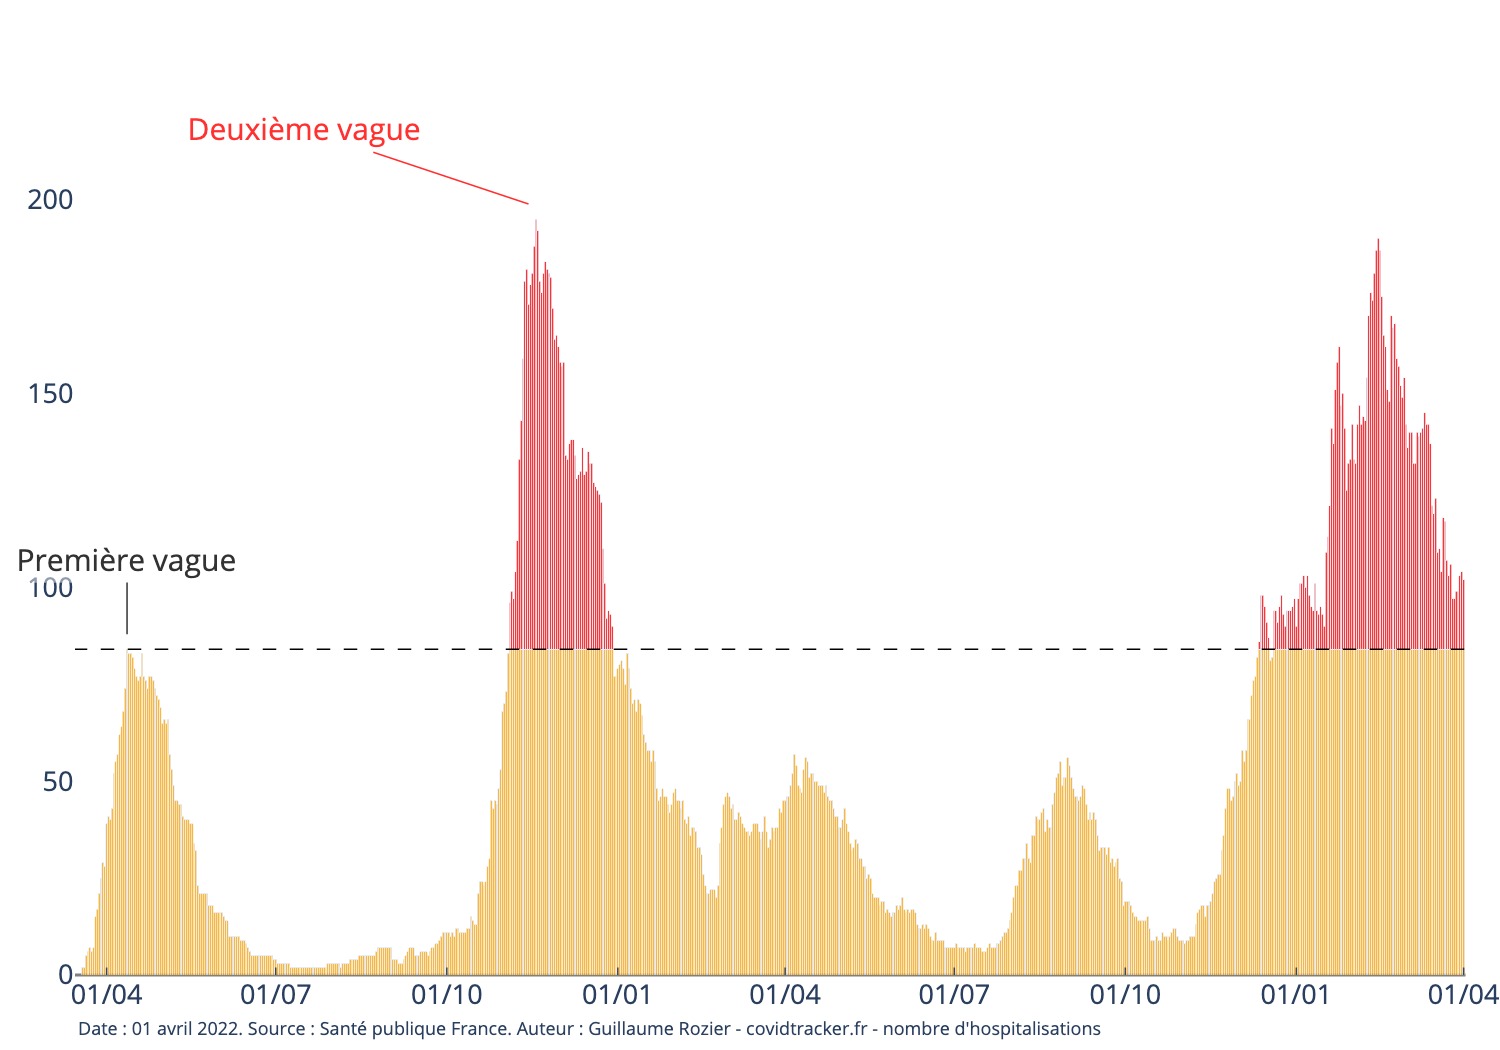 Deuxième vague
200
150
Première vague
100
50
0
01/04 01/07 01/10 01/01 01/04 01/07 01/10 01/01 01/04
Date : 01 avril 2022. Source : Santé publique France. Auteur : Guillaume Rozier - covidtracker.fr - nombre d'hospitalisations